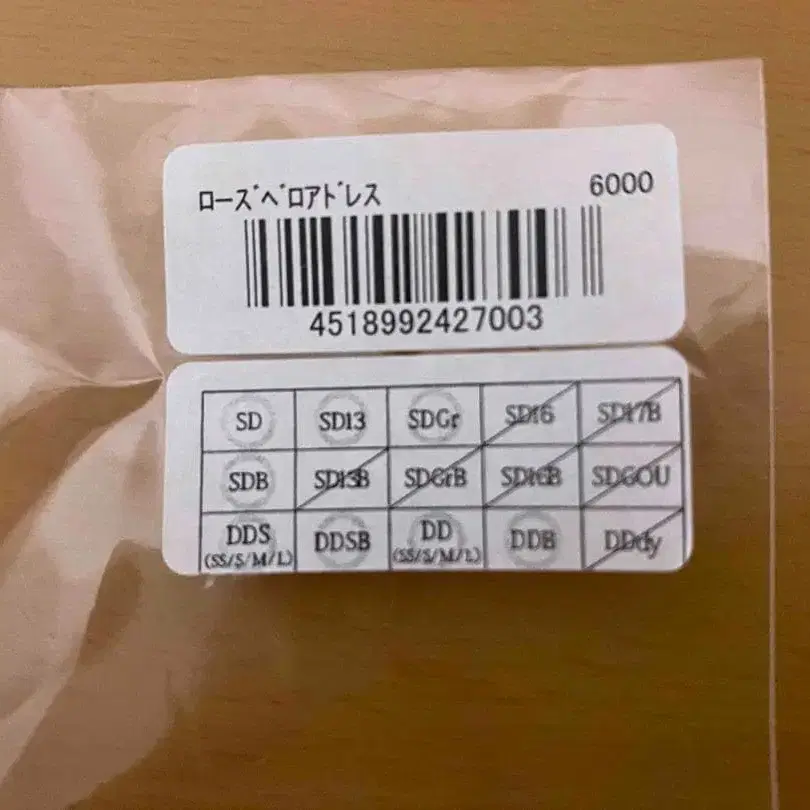 ﾛｰｽﾞﾍﾞﾛｱﾄﾞﾚｽ 6000
4518992427003
SD SD13 SDGr SD16 SD17B
SDB SD13B SDGrB SD16B SDGOU
DDS DDSB DD DDB DDdy
(SS/S/M/L) (SS/S/M/L)